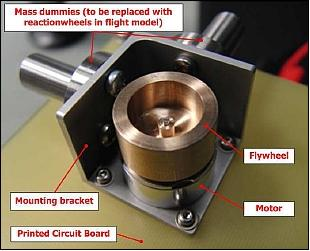 Mass dummies (to be replaced with
reactionwheels in flight model)
Flywheel
Mounting bracket
Motor
Printed Circuit Board